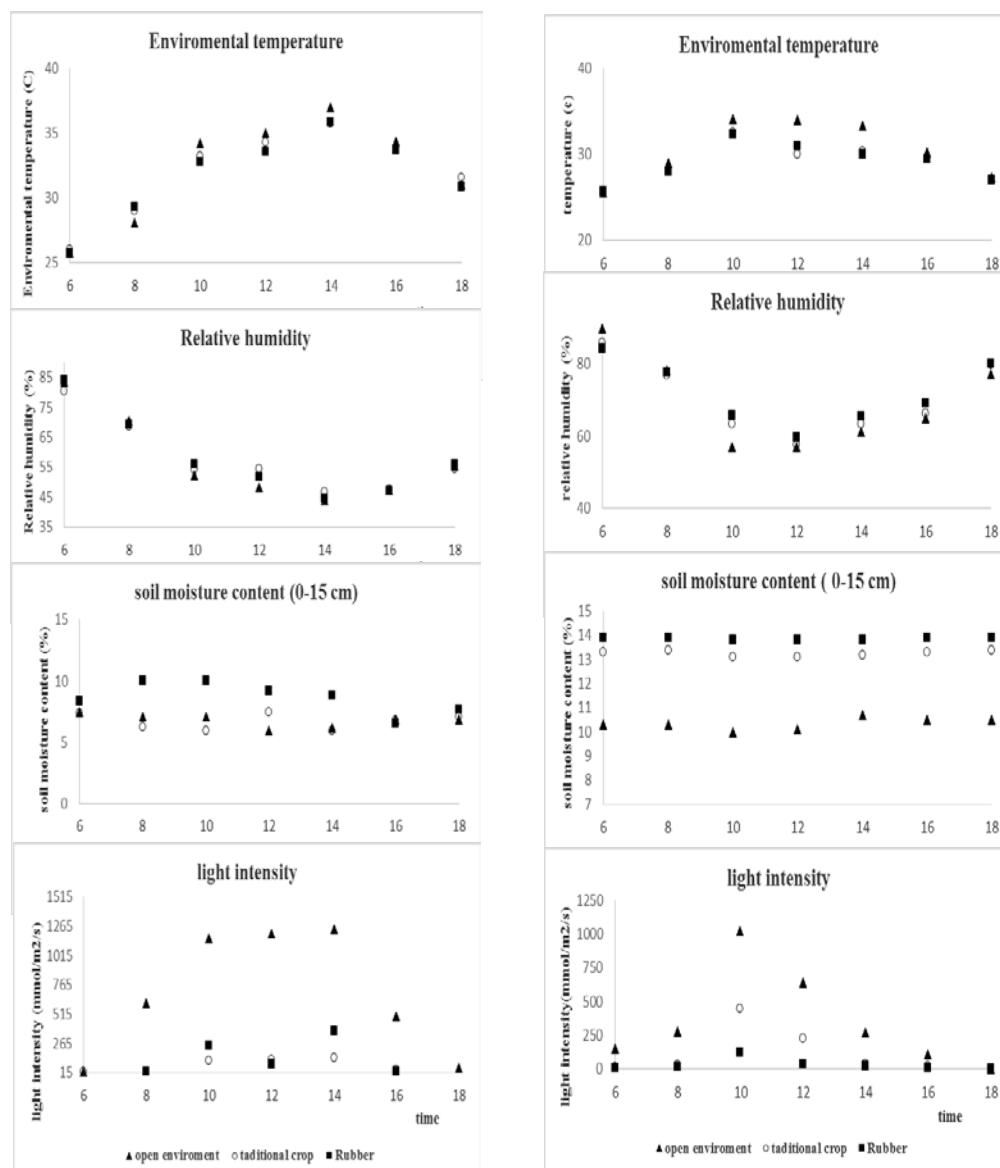 Enviromental temperature
Enviromental temperature (C)
40
35
30
25
6 8 10 12 14 16 18
Relative humidity
Relative humidity (%)
85
75
65
55
45
35
6 8 10 12 14 16 18
soil moisture content (0-15 cm)
soil moisture content (%)
15
10
5
0
6 8 10 12 14 16 18
light intensity
light intensity (mmol/m2/s)
1515
1265
1015
765
515
265
15
6 8 10 12 14 16 18
time
open enviroment taditional crop Rubber
Enviromental temperature
temperature (c)
40
30
20
6 8 10 12 14 16 18
Relative humidity
relative humidity (%)
80
60
40
6 8 10 12 14 16 18
soil moisture content ( 0-15 cm)
soil moisture content (%)
15
14
13
12
11
10
9
8
7
6 8 10 12 14 16 18
light intensity
light intensity(mmol/m2/s)
1250
1000
750
500
250
0
6 8 10 12 14 16 18
time
open enviroment taditional crop Rubber